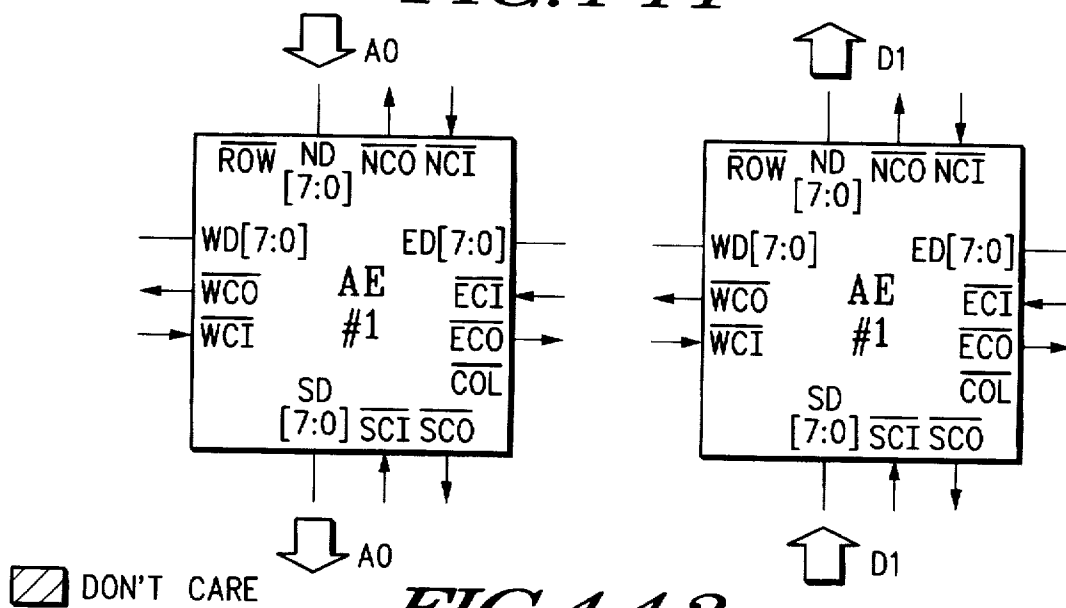 FIG.
A0
ROW ND NCO NCI
[7:0]
WD[7:0] ED[7:0]
WCO AE ECI
WCI #1 ECO
COL
SD
[7:0] SCI SCO
A0
D1
ROW ND NCO NCI
[7:0]
WD[7:0] ED[7:0]
WCO AE ECI
WCI #1 ECO
COL
SD
[7:0] SCI SCO
D1
DON'T CARE
FIG.